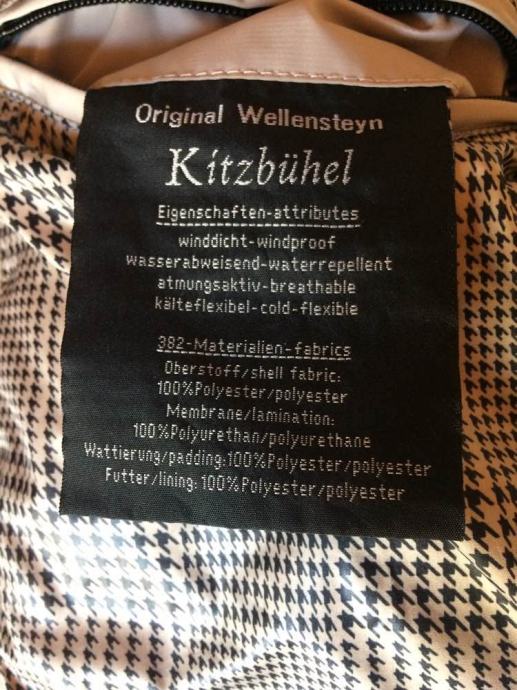 Original Wellensteyn
Kitzbühel
Eigenschaften-attributes
winddicht-windproof
wasserabweisend-waterrepellent
atmungsaktiv-breathable
kälteflexibel-cold-flexible
382-Materialien-fabrics
Oberstoff/shell fabric:
100%Polyester/polyester
Membrane/lamination:
100%Polyurethan/polyurethane
Wattierung/padding:100%Polyester/polyester
Futter/lining:100%Polyester/polyester